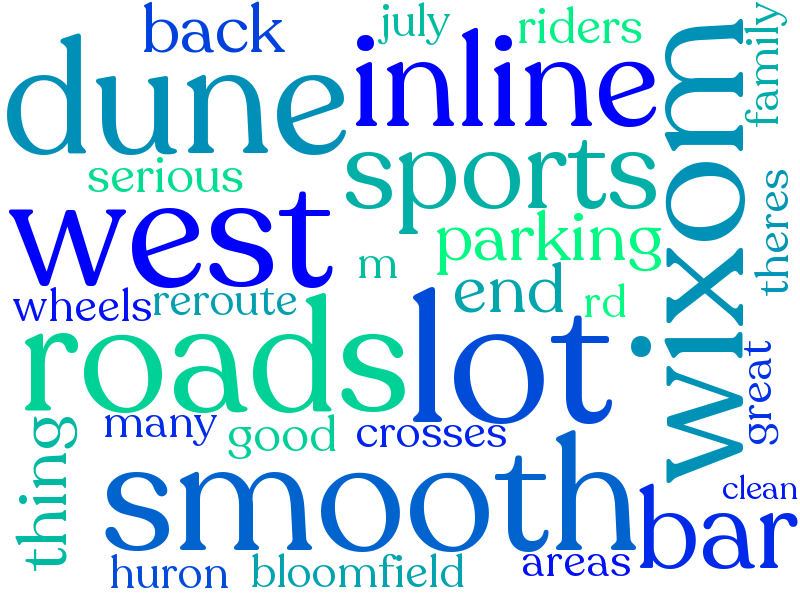 back
july
riders
family
dune
inline
wixom
serious
sports
west
parking
theres
m
end
rd
wheels
reroute
roads
lot
great
many
good
crosses
thing
smooth
clean
bar
huron
bloomfield
areas